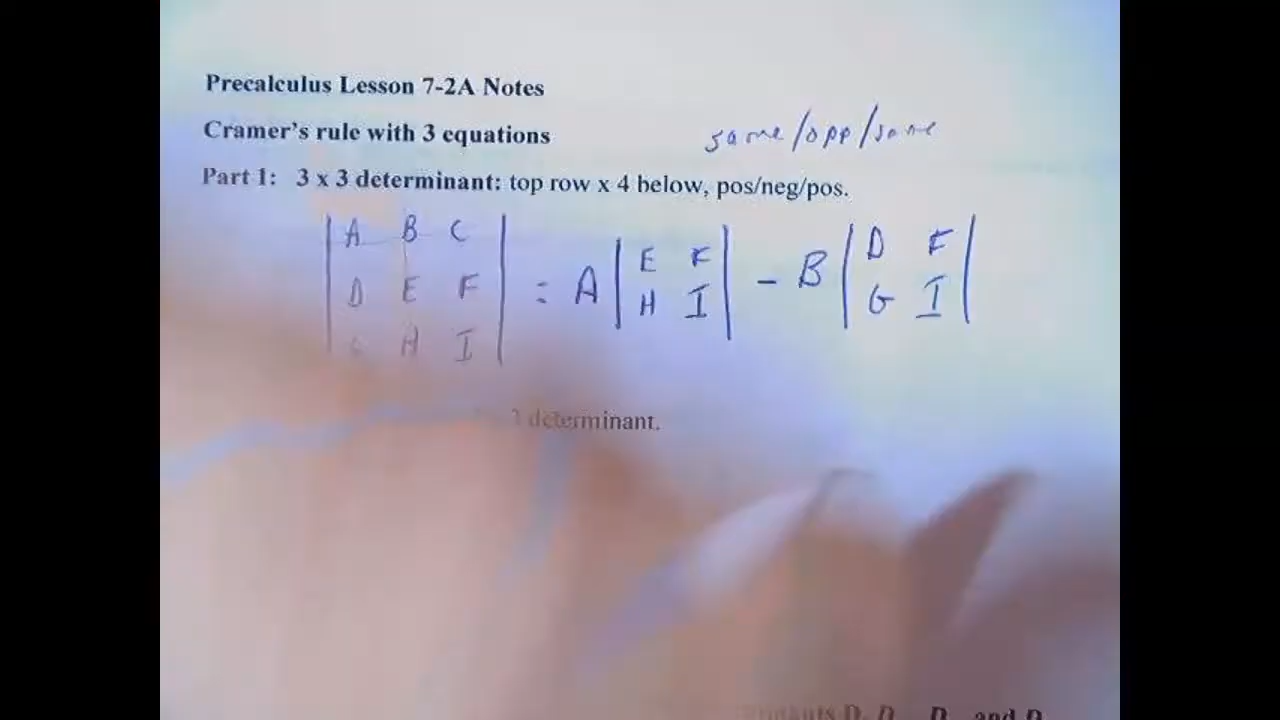 Precalculus Lesson 7-2A Notes
Cramer's rule with 3 equations same/opp/same
Part 1: 3 x 3 determinant: top row x 4 below, pos/neg/pos.
A B C
D E F
G H I
= A | E F | - B | D F |
H I G I
determinant.
D, D and D